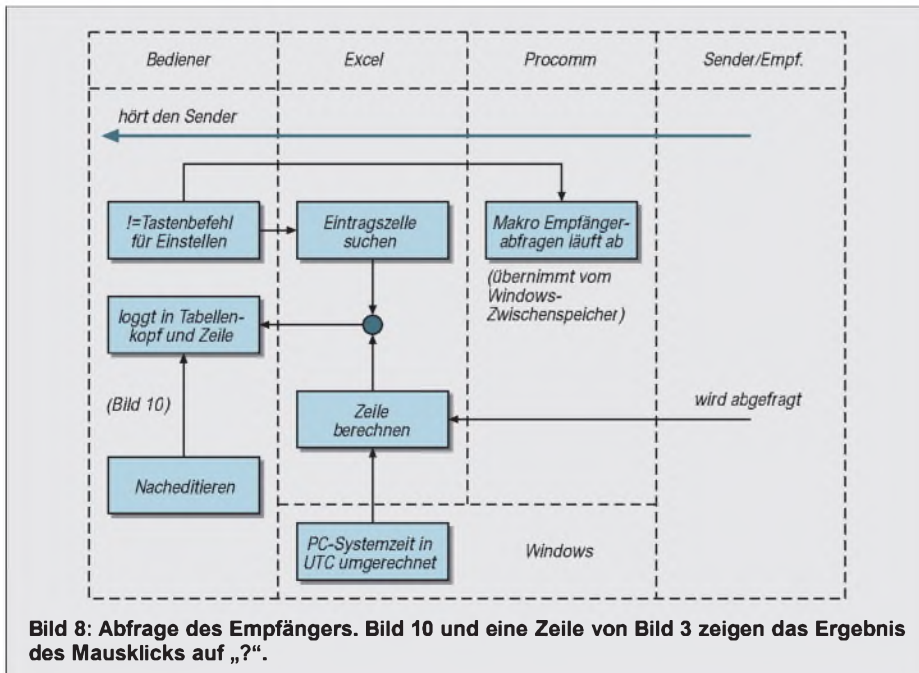 Bediener
Excel
Procomm
Sender/Empf.
hört den Sender
!=Tastenbefehl
für Einstellen
Eintragszelle
suchen
Makro Empfänger-
abfragen läuft ab
(übernimmt vom
Windows-
Zwischenspeicher)
loggt in Tabellen-
kopf und Zeile
(Bild 10)
Zeile
berechnen
wird abgefragt
Nacheditieren
PC-Systemzeit in
UTC umgerechnet
Windows
Bild 8: Abfrage des Empfängers. Bild 10 und eine Zeile von Bild 3 zeigen das Ergebnis
des Mausklicks auf „?“.